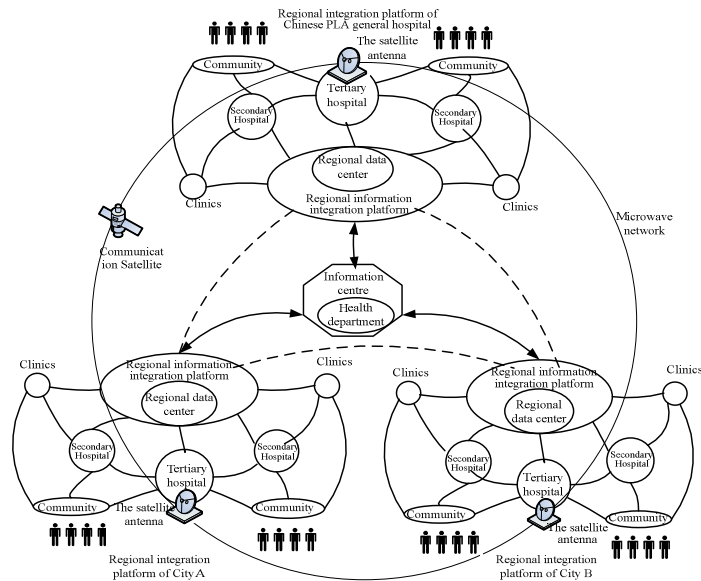 Regional integration platform of
Chinese PLA general hospital
The satellite
antenna
Community
Community
Tertiary
hospital
Secondary
Hospital
Secondary
Hospital
Regional data
center
Clinics
Regional information
integration platform
Clinics
Microwave
network
Communicat
ion Satellite
Information
centre
Health
department
Clinics
Regional information
integration platform
Clinics
Regional data
center
Secondary
Hospital
Secondary
Hospital
Tertiary
hospital
Community
The satellite
antenna
Community
Regional integration
platform of City A
Clinics
Regional information
integration platform
Clinics
Regional
data center
Secondary
Hospital
Secondary
Hospital
Tertiary
hospital
Community
The satellite
antenna
Community
Regional integration
platform of City B